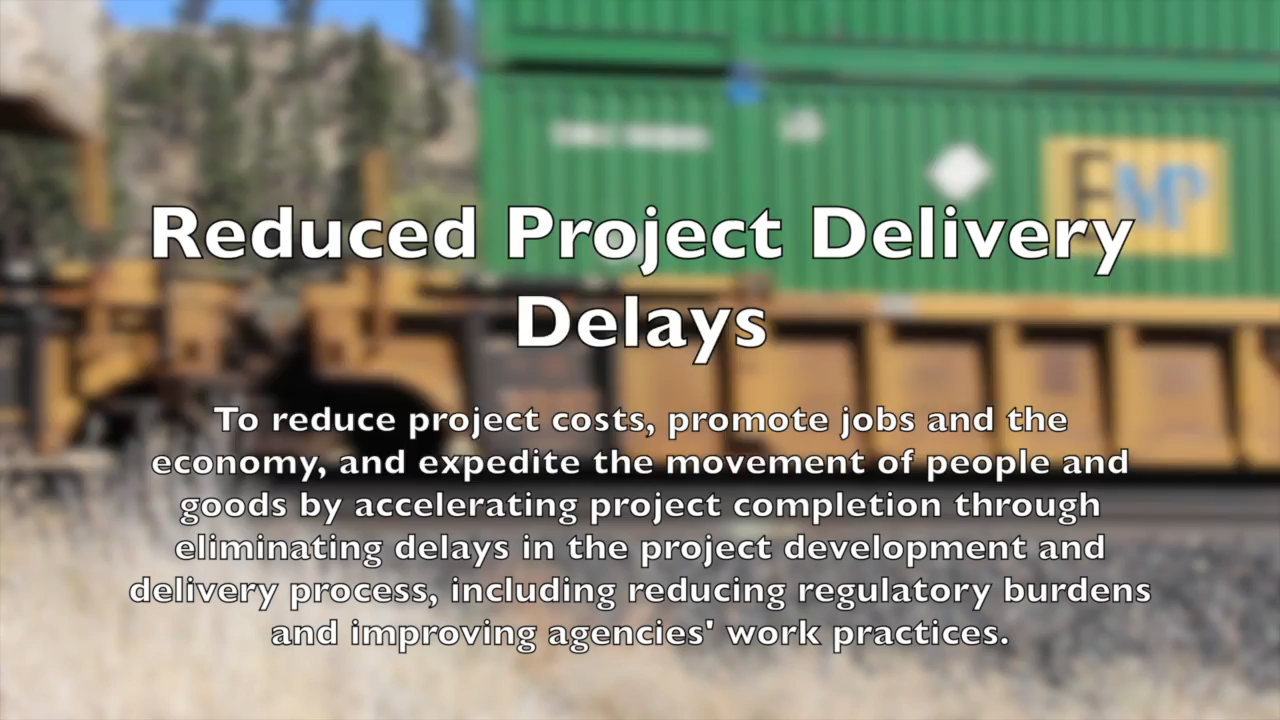 EMP
Reduced Project Delivery
Delays
To reduce project costs, promote jobs and the
economy, and expedite the movement of people and
goods by accelerating project completion through
eliminating delays in the project development and
delivery process, including reducing regulatory burdens
and improving agencies' work practices.